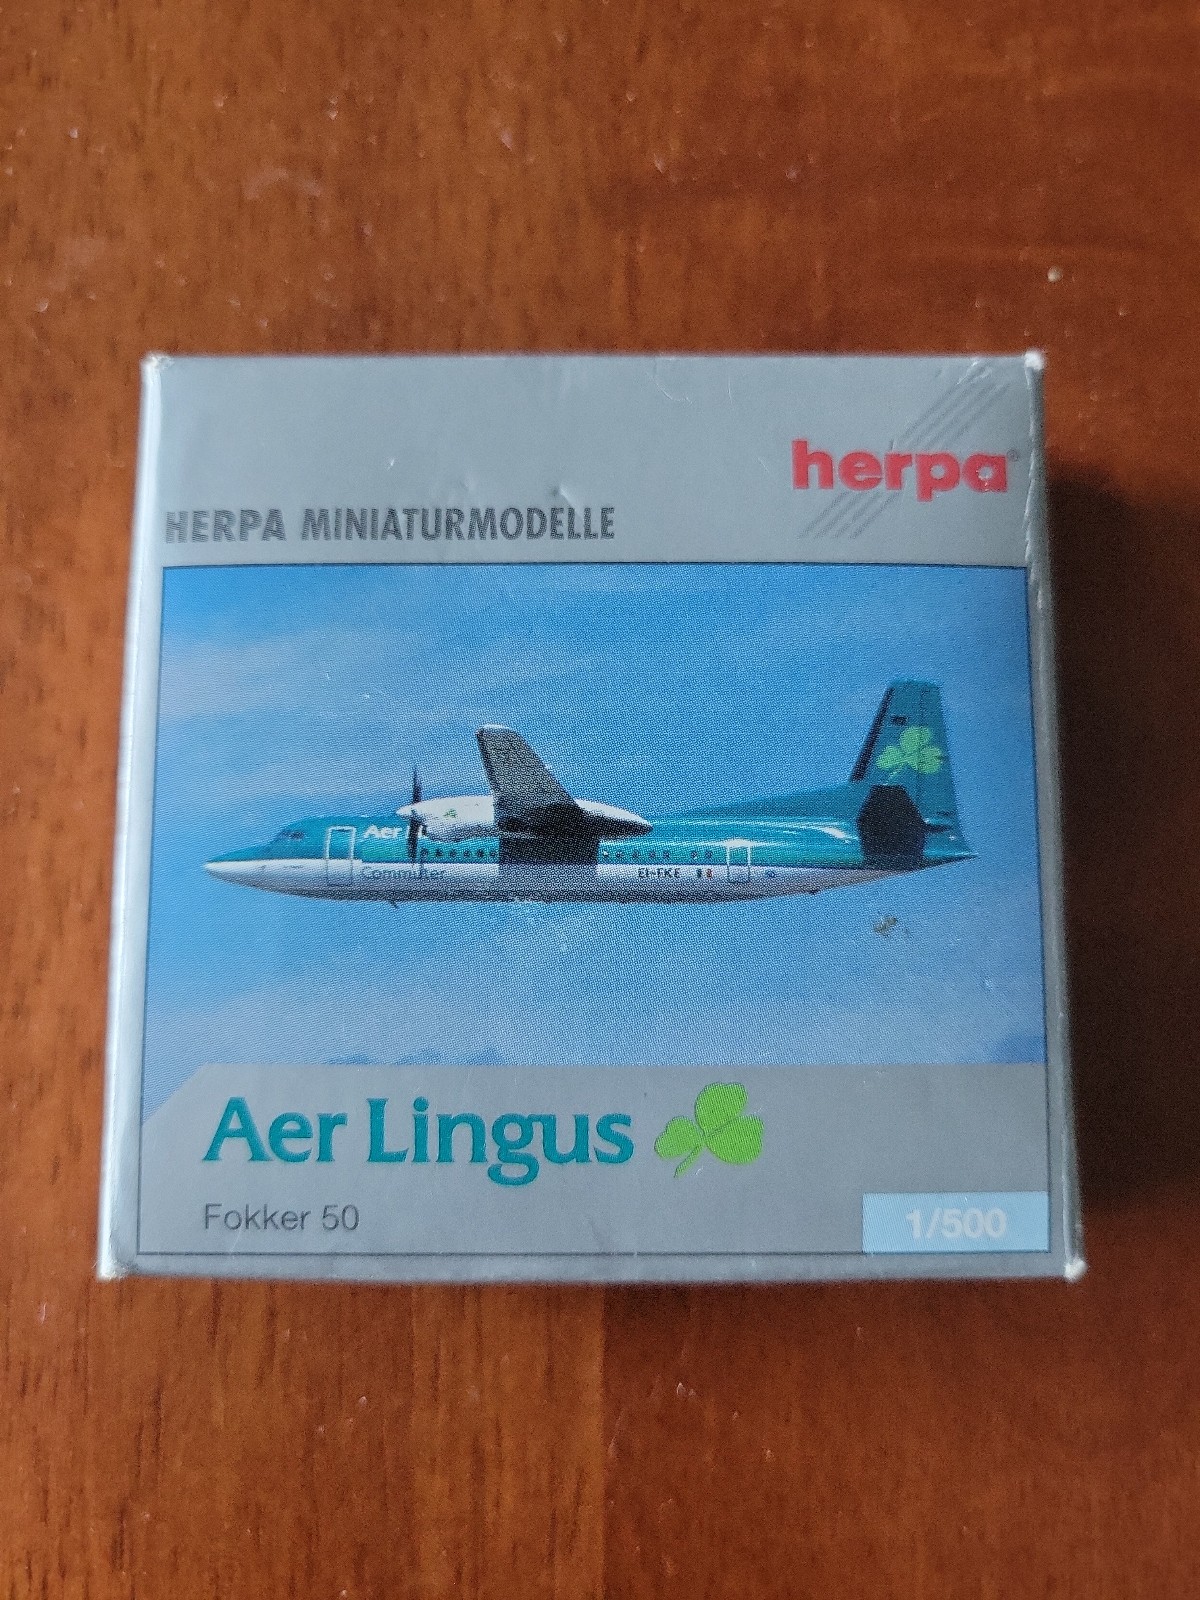 herpa®
HERPA MINIATURMODELLE
Aer
Commuter
EI-FKE
Aer Lingus
Fokker 50
1/500